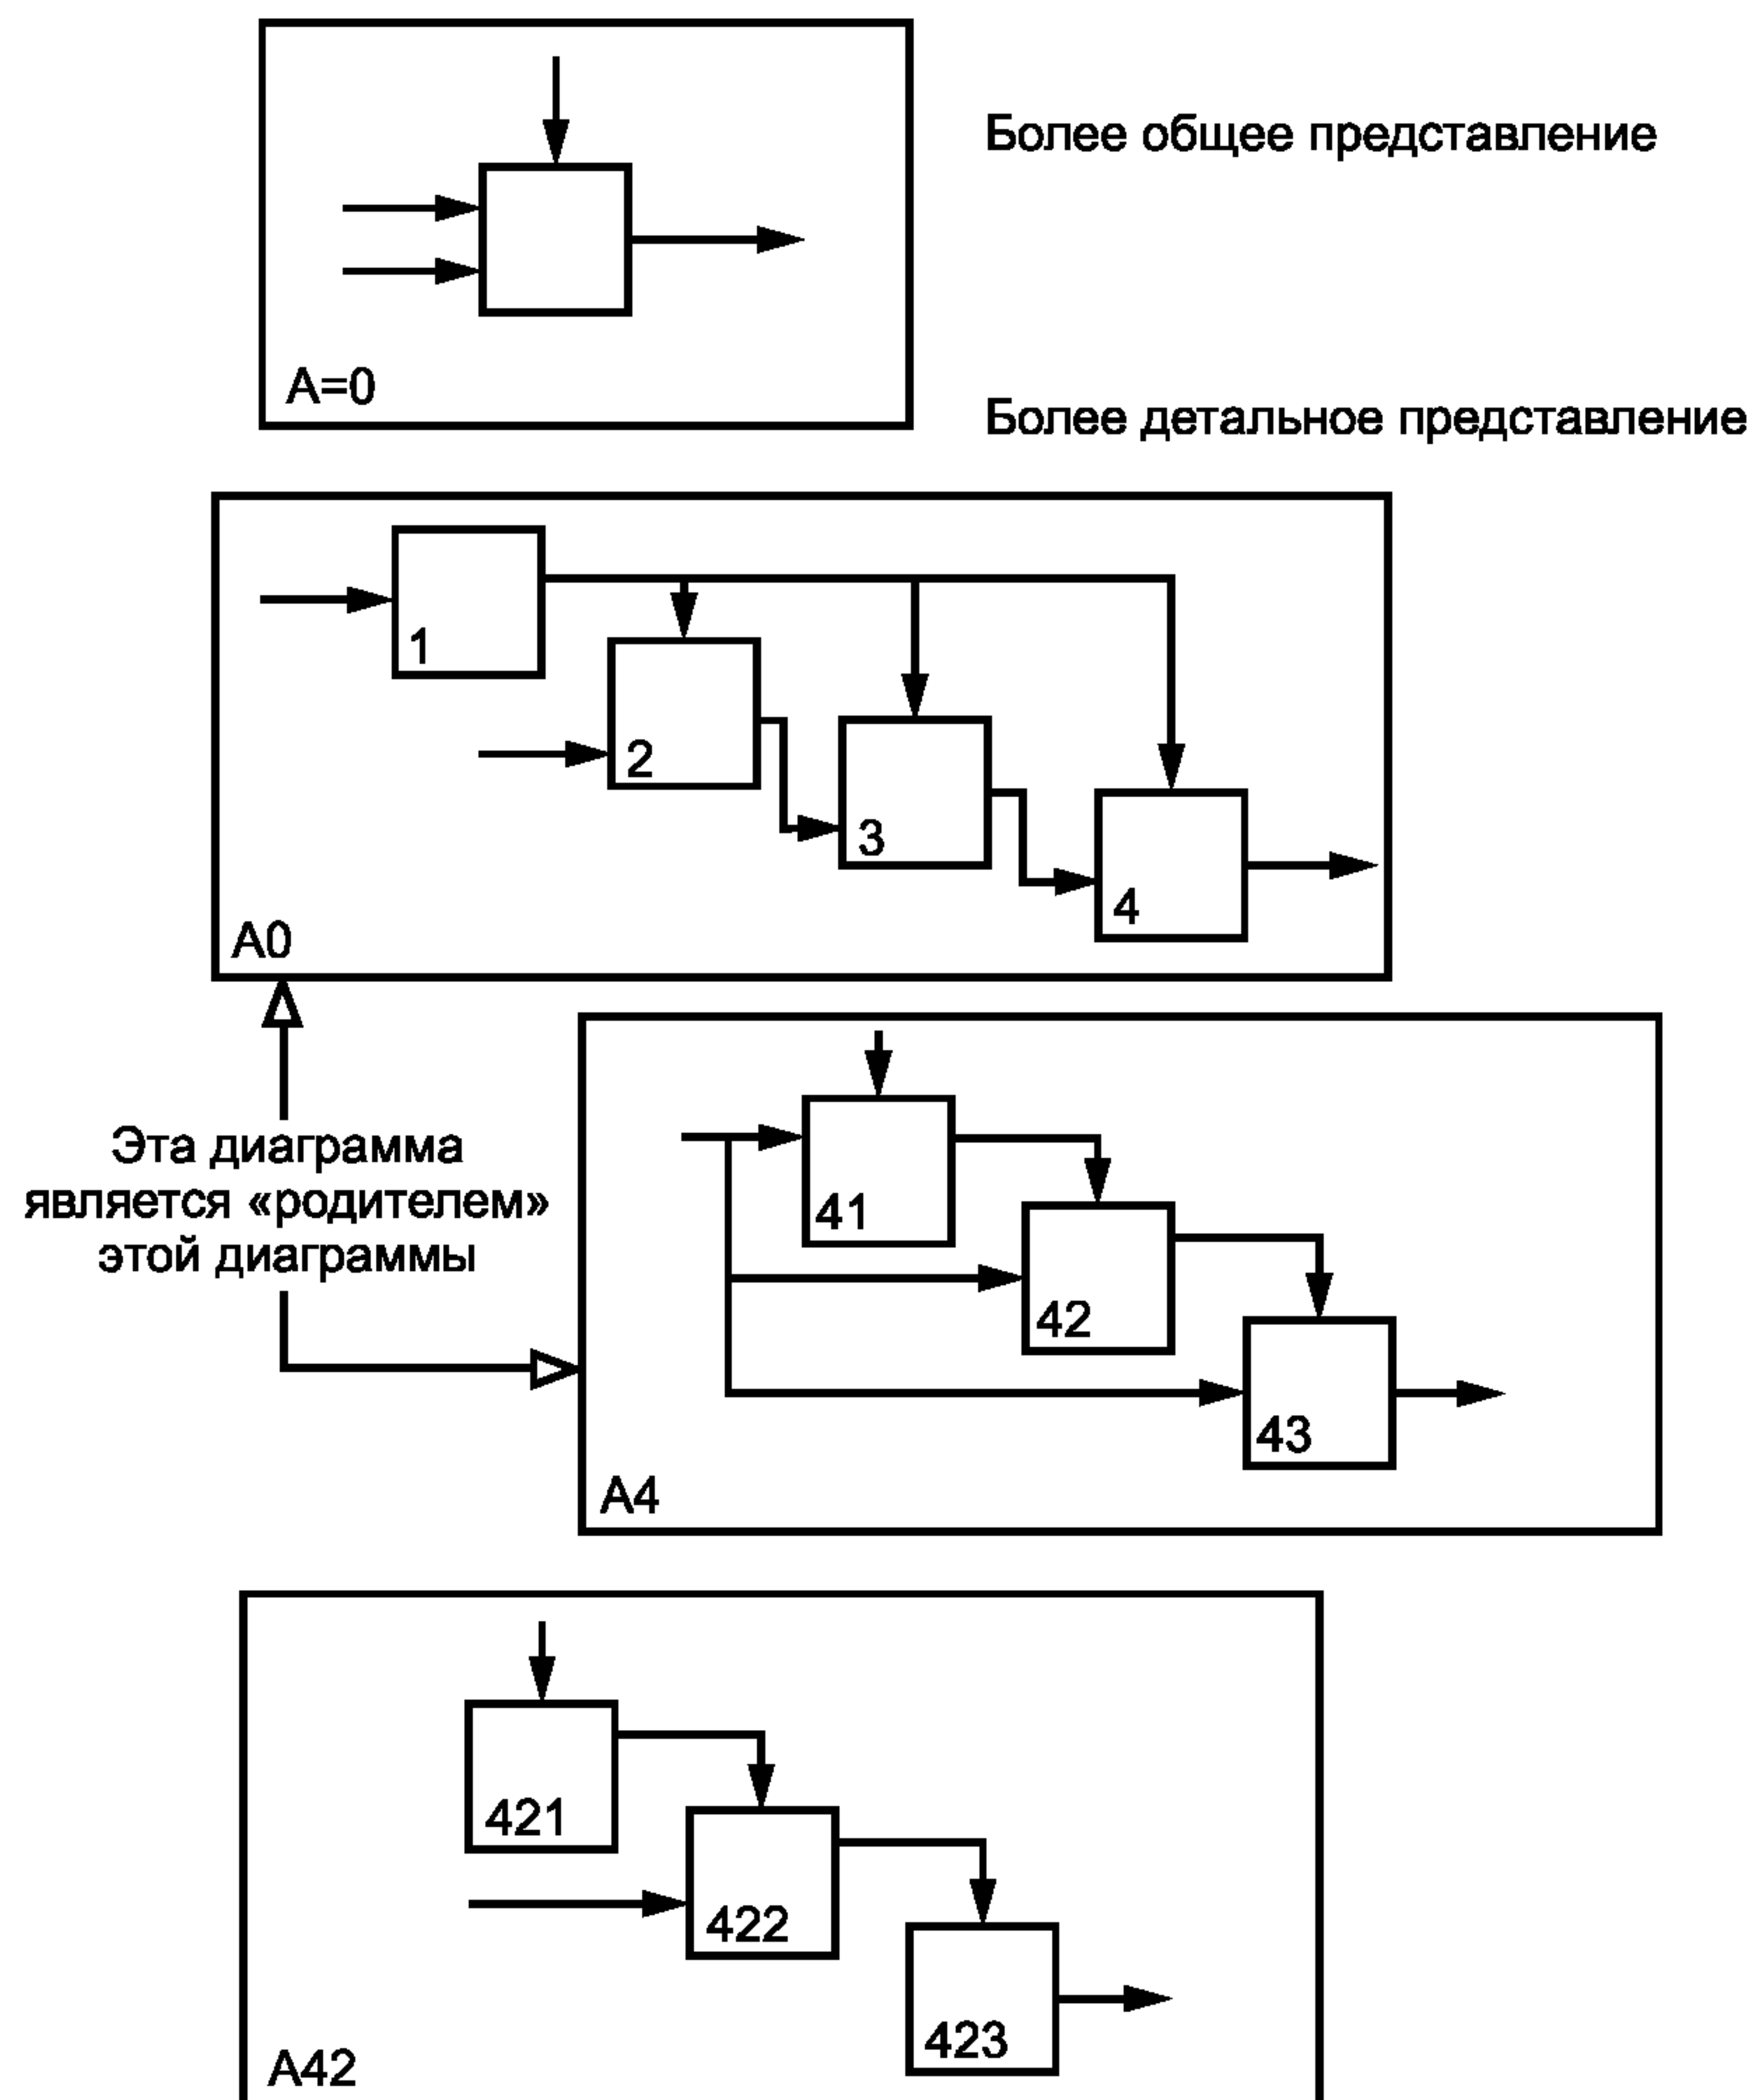 Более общее представление
A=0
Более детальное представление
1
2
3
4
A0
Эта диаграмма
является «родителем»
этой диаграммы
41
42
43
A4
421
422
423
A42